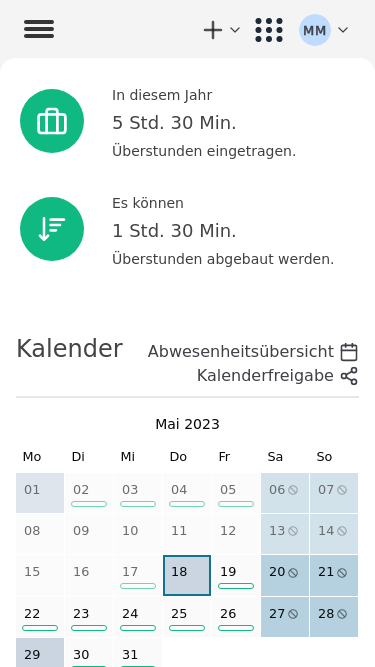 MM
In diesem Jahr
5 Std. 30 Min.
Überstunden eingetragen.
Es können
1 Std. 30 Min.
Überstunden abgebaut werden.
Kalender
Abwesenheitsübersicht
Kalenderfreigabe
Mai 2023
Mo Di Mi Do Fr Sa So
01 02 03 04 05 06 07
08 09 10 11 12 13 14
15 16 17 18 19 20 21
22 23 24 25 26 27 28
29 30 31